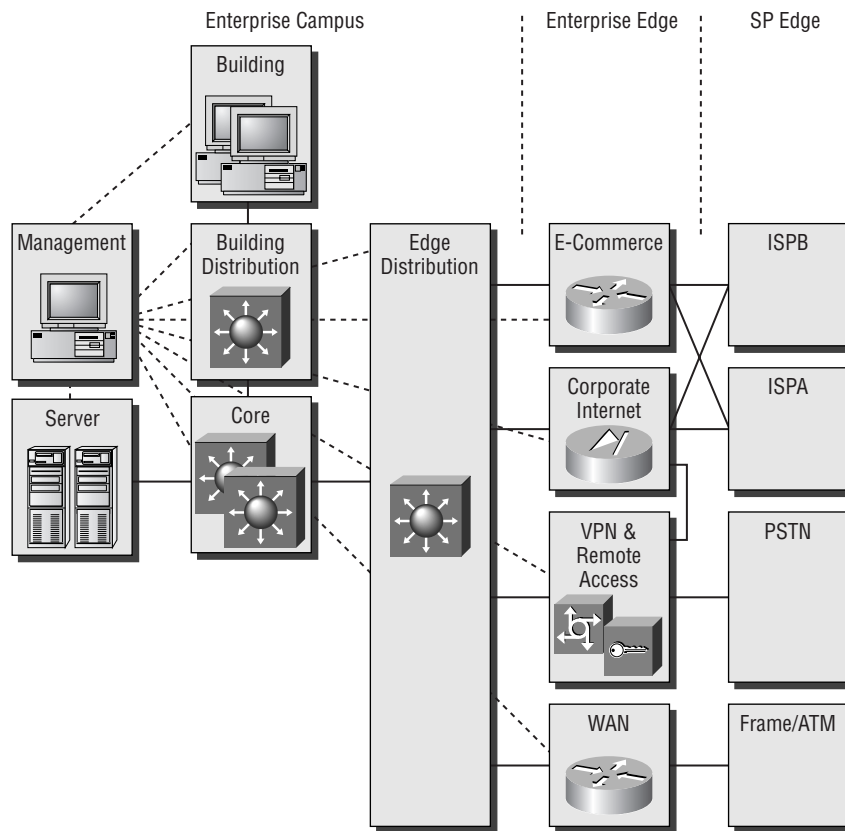 Enterprise Campus
Enterprise Edge
SP Edge
Building
Management
Building
Distribution
Edge
Distribution
E-Commerce
ISPB
Server
Core
Corporate
Internet
ISPA
VPN &
Remote
Access
PSTN
WAN
Frame/ATM